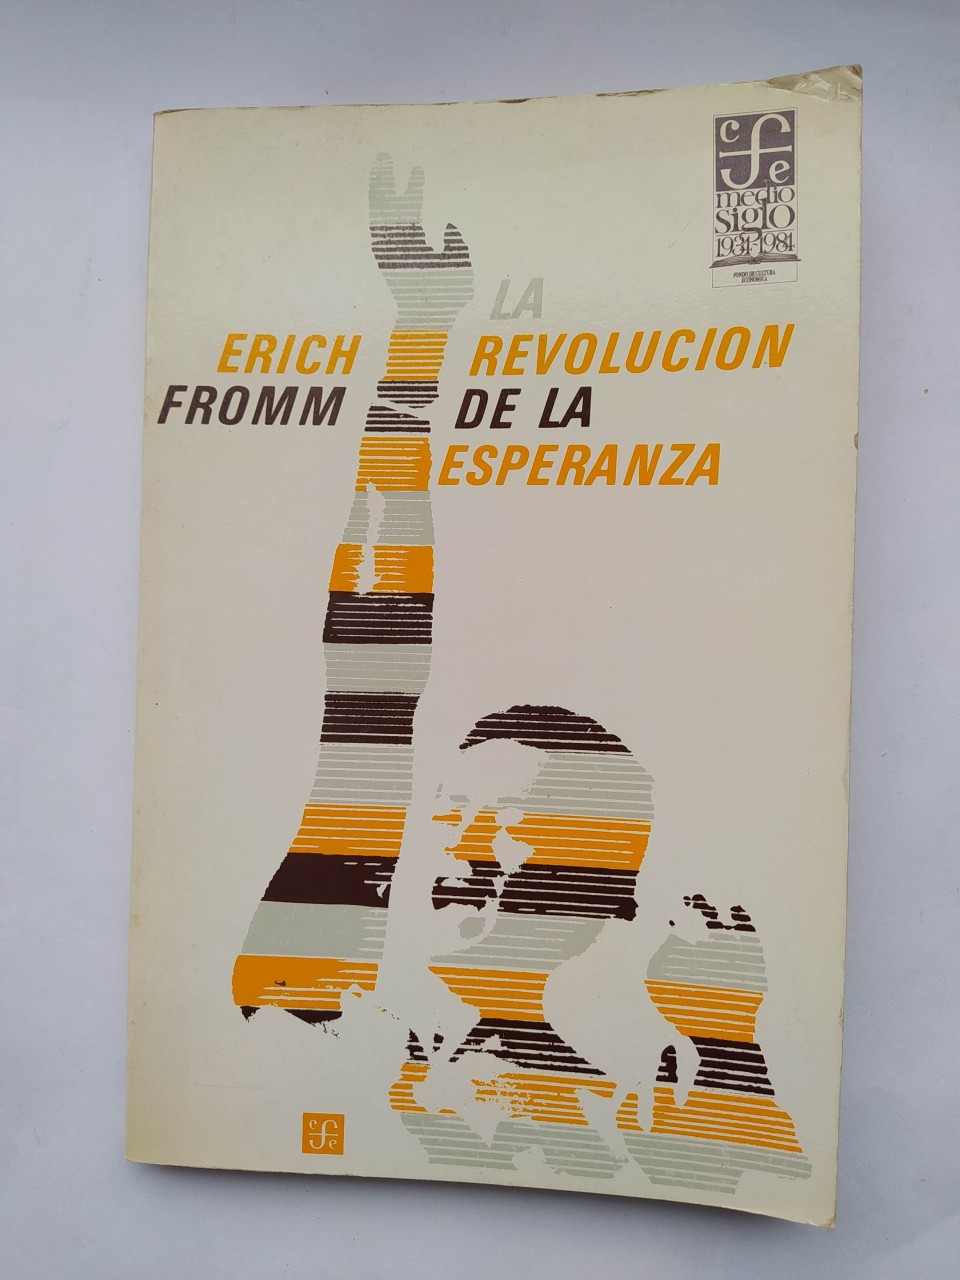 c f e
medio
siglo
1934-1984
FONDO DE CULTURA
ECONOMICA
LA
ERICH REVOLUCION
FROMM DE LA
ESPERANZA
c f e